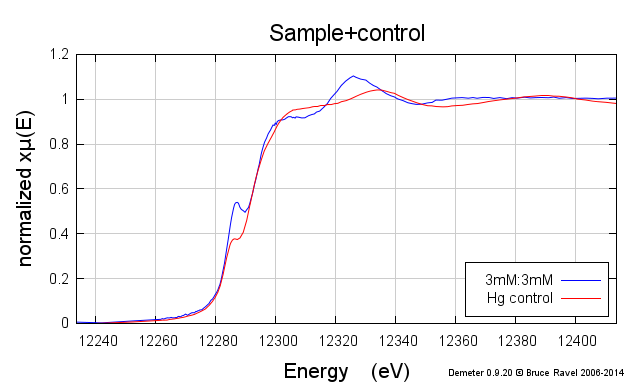 Sample+control
normalized xμ(E)
1.2
1
0.8
0.6
0.4
0.2
0
3mM:3mM
Hg control
12240 12260 12280 12300 12320 12340 12360 12380 12400
Energy (eV)
Demeter 0.9.20 © Bruce Ravel 2006-2014